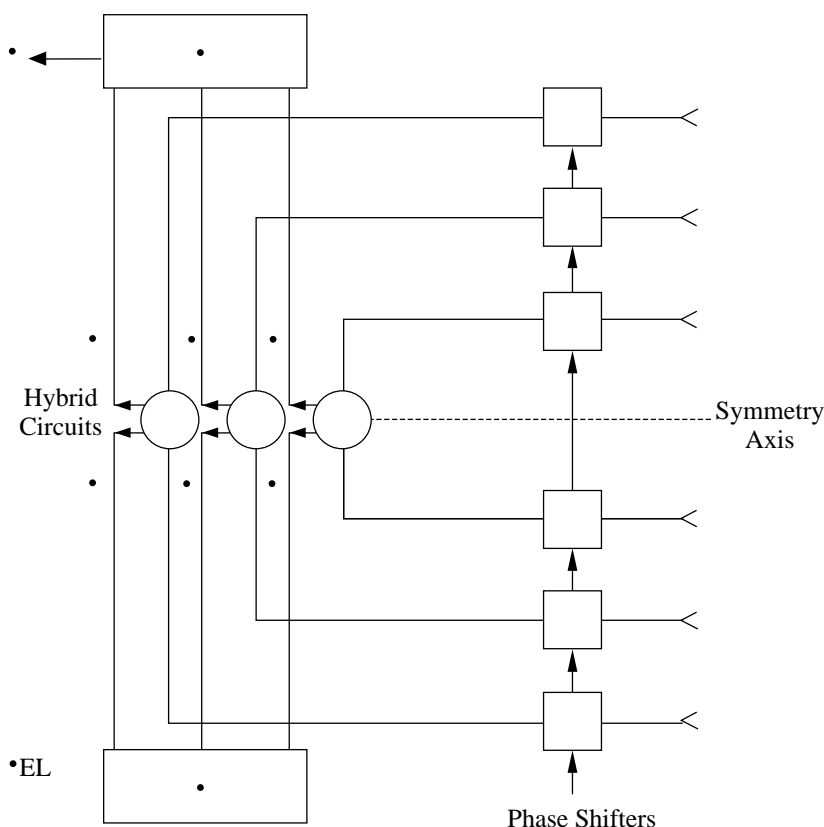 Hybrid
Circuits
Symmetry
Axis
•EL
Phase Shifters